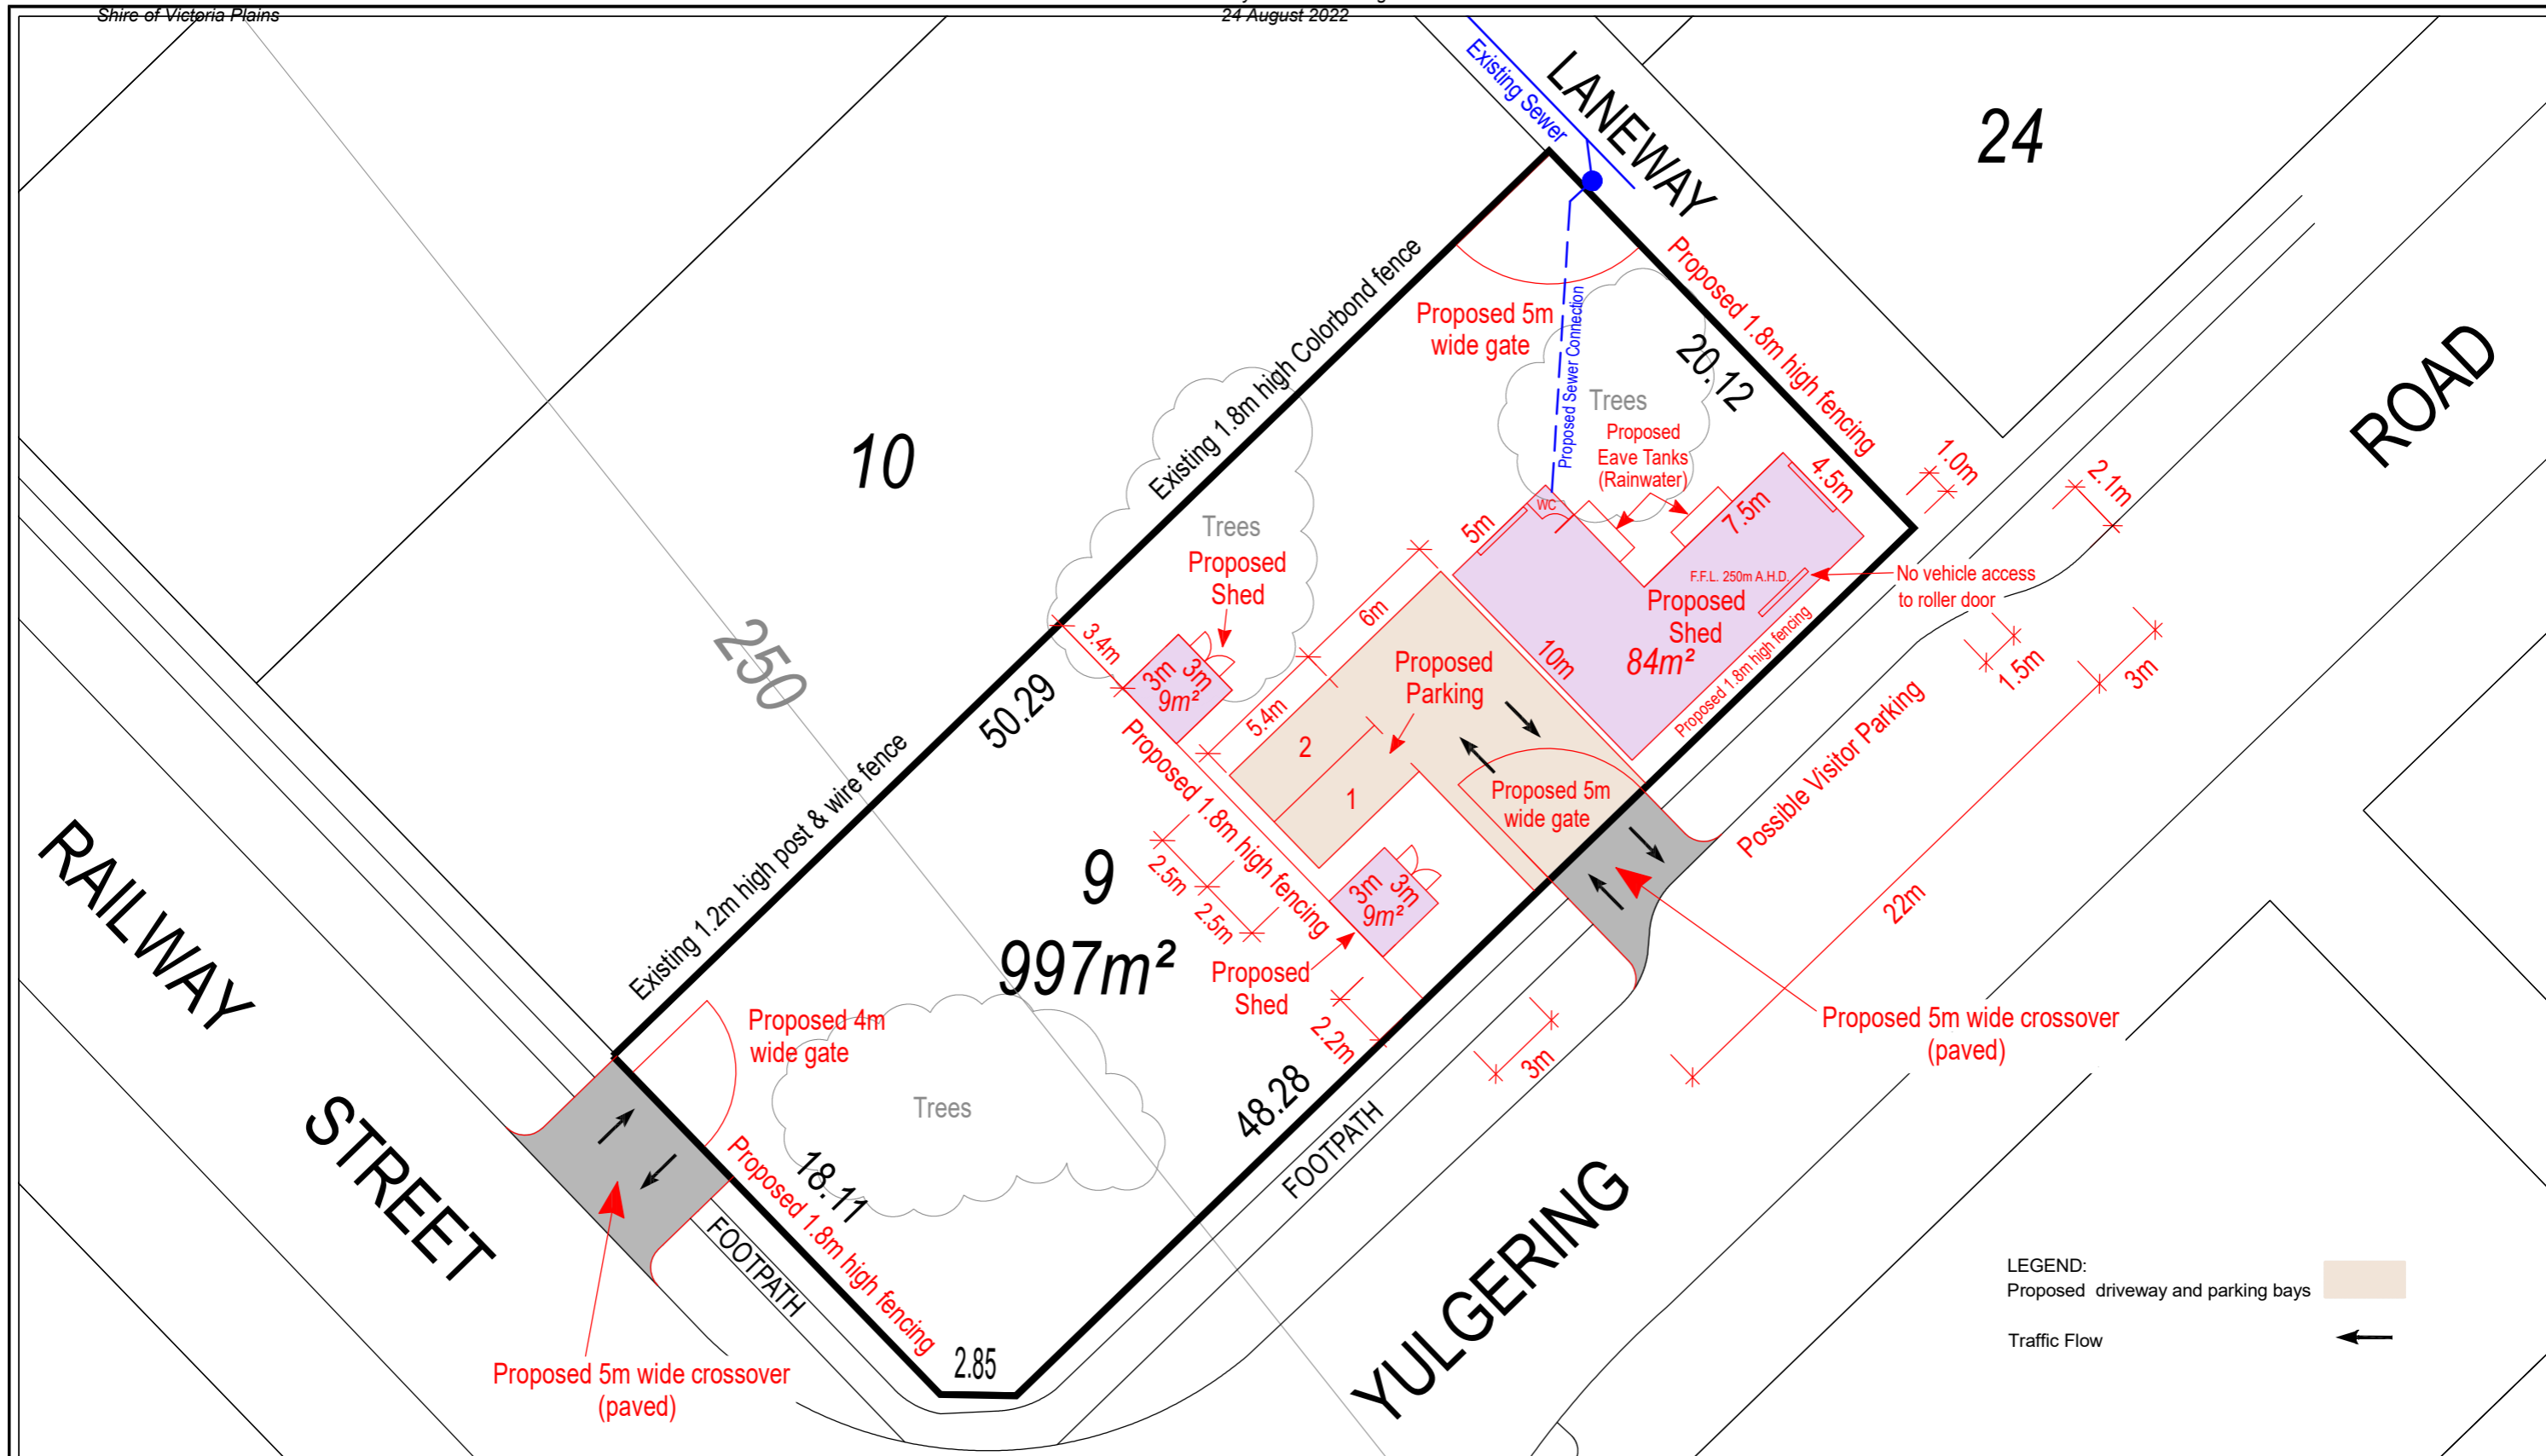 Shire of Victoria Plains
24 August 2022
Existing Sewer
LANEWAY
24
Proposed 1.8m high fencing
20.12
Existing 1.8m high Colorbond fence
Proposed 5m
wide gate
Proposed Sewer Connection
Trees
Proposed
Eave Tanks
(Rainwater)
ROAD
10
Trees
Proposed
Shed
WC
5m
7.5m
4.5m
1.0m
2.1m
F.F.L. 250m A.H.D.
No vehicle access
to roller door
Proposed
Shed
84m²
10m
Proposed 1.8m high fencing
6m
5.4m
3.4m
3m
3m
9m²
1.5m
3m
250
50.29
Proposed
Parking
2
1
Proposed 5m
wide gate
Possible Visitor Parking
22m
Existing 1.2m high post & wire fence
Proposed 1.8m high fencing
2.5m
2.5m
3m
3m
9m²
Proposed
Shed
9
997m²
2.2m
3m
Proposed 5m wide crossover
(paved)
RAILWAY
STREET
Proposed 4m
wide gate
Trees
48.28
FOOTPATH
18.11
Proposed 1.8m high fencing
FOOTPATH
2.85
YULGERING
Proposed 5m wide crossover
(paved)
LEGEND:
Proposed driveway and parking bays
Traffic Flow